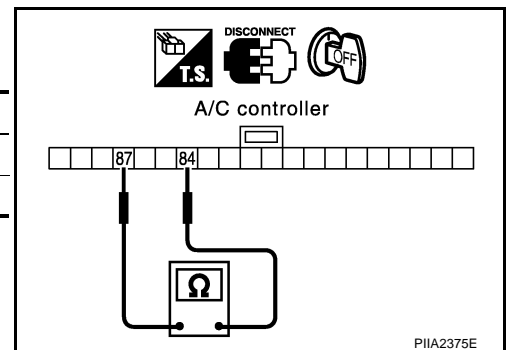 DISCONNECT
T.S.
OFF
A/C controller
87 84
Ω
PIIA2375E